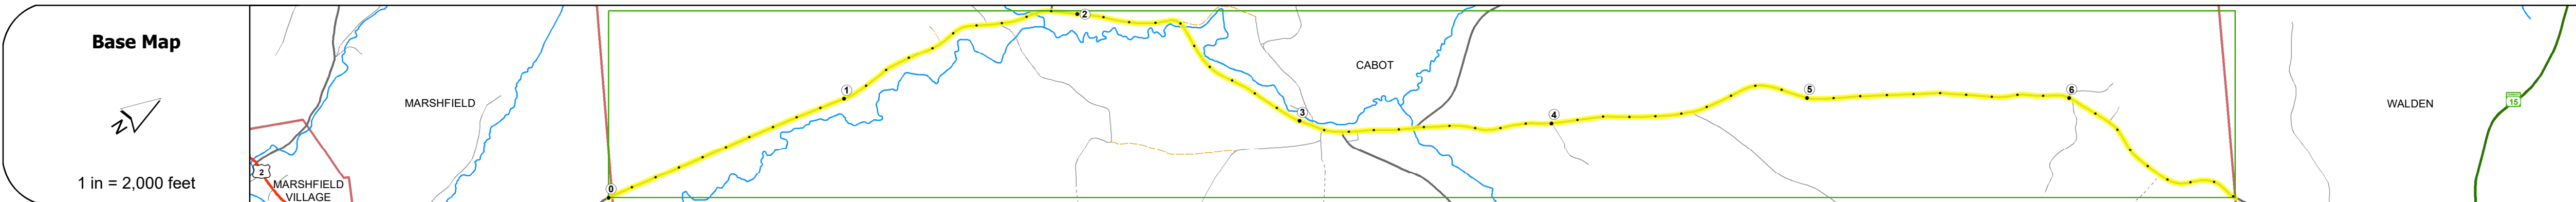 Base Map
N
1 in = 2,000 feet
MARSHFIELD
2
MARSHFIELD
VILLAGE
0
1
2
3
CABOT
4
5
6
WALDEN
15